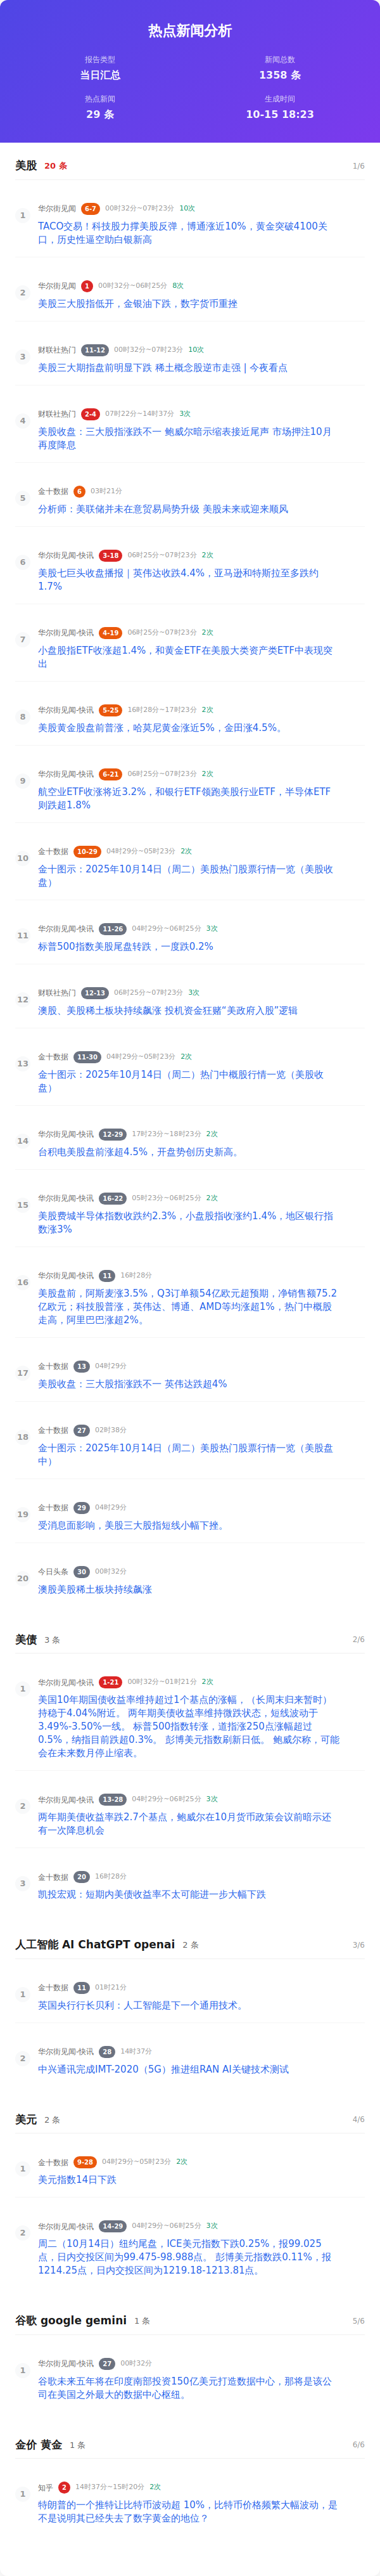 热点新闻分析
报告类型
当日汇总
新闻总数
1358 条
热点新闻
29 条
生成时间
10-15 18:23
美股 20 条 1/6
1
华尔街见闻 6-7 00时32分~07时23分 10次
TACO交易！科技股力撑美股反弹，博通涨近10%，黄金突破4100关
口，历史性逼空助白银新高
2
华尔街见闻 1 00时32分~06时25分 8次
美股三大股指低开，金银油下跌，数字货币重挫
3
财联社热门 11-12 00时32分~07时23分 10次
美股三大期指盘前明显下跌 稀土概念股逆市走强 | 今夜看点
4
财联社热门 2-4 07时22分~14时37分 3次
美股收盘：三大股指涨跌不一 鲍威尔暗示缩表接近尾声 市场押注10月
再度降息
5
金十数据 6 03时21分
分析师：美联储并未在意贸易局势升级 美股未来或迎来顺风
6
华尔街见闻-快讯 3-18 06时25分~07时23分 2次
美股七巨头收盘播报｜英伟达收跌4.4%，亚马逊和特斯拉至多跌约
1.7%
7
华尔街见闻-快讯 4-19 06时25分~07时23分 2次
小盘股指ETF收涨超1.4%，和黄金ETF在美股大类资产类ETF中表现突
出
8
华尔街见闻-快讯 5-25 16时28分~17时23分 2次
美股黄金股盘前普涨，哈莫尼黄金涨近5%，金田涨4.5%。
9
华尔街见闻-快讯 6-21 06时25分~07时23分 2次
航空业ETF收涨将近3.2%，和银行ETF领跑美股行业ETF，半导体ETF
则跌超1.8%
10
金十数据 10-29 04时29分~05时23分 2次
金十图示：2025年10月14日（周二）美股热门股票行情一览（美股收
盘）
11
华尔街见闻-快讯 11-26 04时29分~06时25分 3次
标普500指数美股尾盘转跌，一度跌0.2%
12
财联社热门 12-13 06时25分~07时23分 3次
澳股、美股稀土板块持续飙涨 投机资金狂赌“美政府入股”逻辑
13
金十数据 11-30 04时29分~05时23分 2次
金十图示：2025年10月14日（周二）热门中概股行情一览（美股收
盘）
14
华尔街见闻-快讯 12-29 17时23分~18时23分 2次
台积电美股盘前涨超4.5%，开盘势创历史新高。
15
华尔街见闻-快讯 16-22 05时23分~06时25分 2次
美股费城半导体指数收跌约2.3%，小盘股指收涨约1.4%，地区银行指
数涨3%
16
华尔街见闻-快讯 11 16时28分
美股盘前，阿斯麦涨3.5%，Q3订单额54亿欧元超预期，净销售额75.2
亿欧元；科技股普涨，英伟达、博通、AMD等均涨超1%，热门中概股
走高，阿里巴巴涨超2%。
17
金十数据 13 04时29分
美股收盘：三大股指涨跌不一 英伟达跌超4%
18
金十数据 27 02时38分
金十图示：2025年10月14日（周二）美股热门股票行情一览（美股盘
中）
19
金十数据 29 04时29分
受消息面影响，美股三大股指短线小幅下挫。
20
今日头条 30 00时32分
澳股美股稀土板块持续飙涨
美债 3 条 2/6
1
华尔街见闻-快讯 1-21 00时32分~01时21分 2次
美国10年期国债收益率维持超过1个基点的涨幅，（长周末归来暂时）
持稳于4.04%附近。 两年期美债收益率维持微跌状态，短线波动于
3.49%-3.50%一线。 标普500指数转涨，道指涨250点涨幅超过
0.5%，纳指目前跌超0.3%。 彭博美元指数刷新日低。 鲍威尔称，可能
会在未来数月停止缩表。
2
华尔街见闻-快讯 13-28 04时29分~06时25分 3次
两年期美债收益率跌2.7个基点，鲍威尔在10月货币政策会议前暗示还
有一次降息机会
3
金十数据 20 16时28分
凯投宏观：短期内美债收益率不太可能进一步大幅下跌
人工智能 AI ChatGPT openai 2 条 3/6
1
金十数据 11 01时21分
英国央行行长贝利：人工智能是下一个通用技术。
2
华尔街见闻-快讯 28 14时37分
中兴通讯完成IMT-2020（5G）推进组RAN AI关键技术测试
美元 2 条 4/6
1
金十数据 9-28 04时29分~05时23分 2次
美元指数14日下跌
2
华尔街见闻-快讯 14-29 04时29分~06时25分 3次
周二（10月14日）纽约尾盘，ICE美元指数下跌0.25%，报99.025
点，日内交投区间为99.475-98.988点。 彭博美元指数跌0.11%，报
1214.25点，日内交投区间为1219.18-1213.81点。
谷歌 google gemini 1 条 5/6
1
华尔街见闻-快讯 27 00时32分
谷歌未来五年将在印度南部投资150亿美元打造数据中心，那将是该公
司在美国之外最大的数据中心枢纽。
金价 黄金 1 条 6/6
1
知乎 2 14时37分~15时20分 2次
特朗普的一个推特让比特币波动超 10%，比特币价格频繁大幅波动，是
不是说明其已经失去了数字黄金的地位？